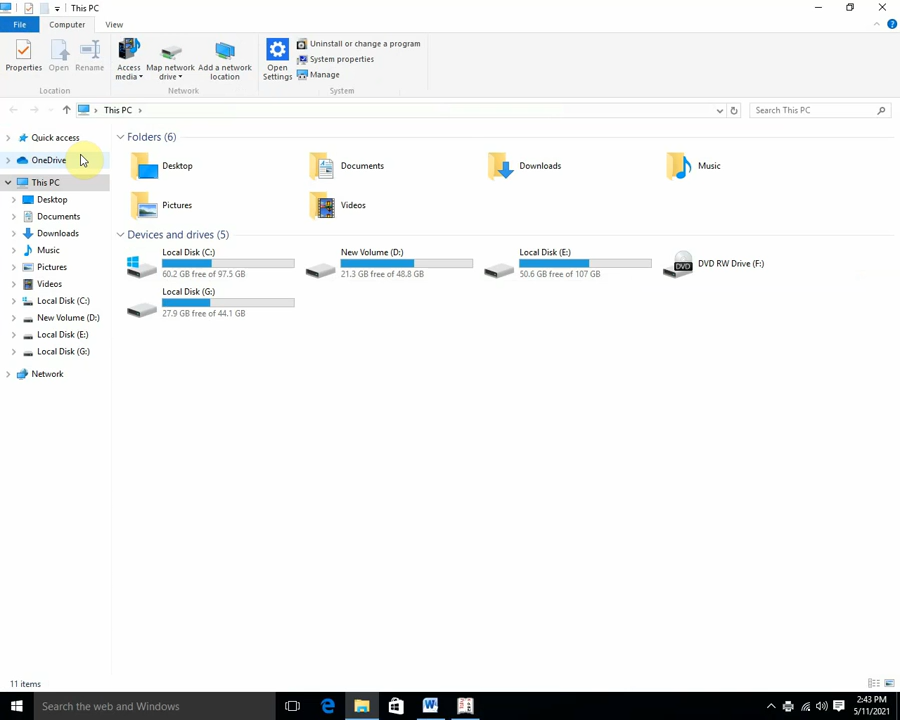 This PC
File
Computer
View
Properties
Open
Rename
Access media
Map network drive
Add a network location
Open Settings
Uninstall or change a program
System properties
Manage
Location
Network
System
This PC
Search This PC
Quick access
OneDrive
This PC
Desktop
Documents
Downloads
Music
Pictures
Videos
Local Disk (C:)
New Volume (D:)
Local Disk (E:)
Local Disk (G:)
Network
Folders (6)
Desktop
Documents
Downloads
Music
Pictures
Videos
Devices and drives (5)
Local Disk (C:)
60.2 GB free of 97.5 GB
New Volume (D:)
21.3 GB free of 48.8 GB
Local Disk (E:)
50.6 GB free of 107 GB
DVD
DVD RW Drive (F:)
Local Disk (G:)
27.9 GB free of 44.1 GB
11 items
Search the web and Windows
2:43 PM
5/11/2021